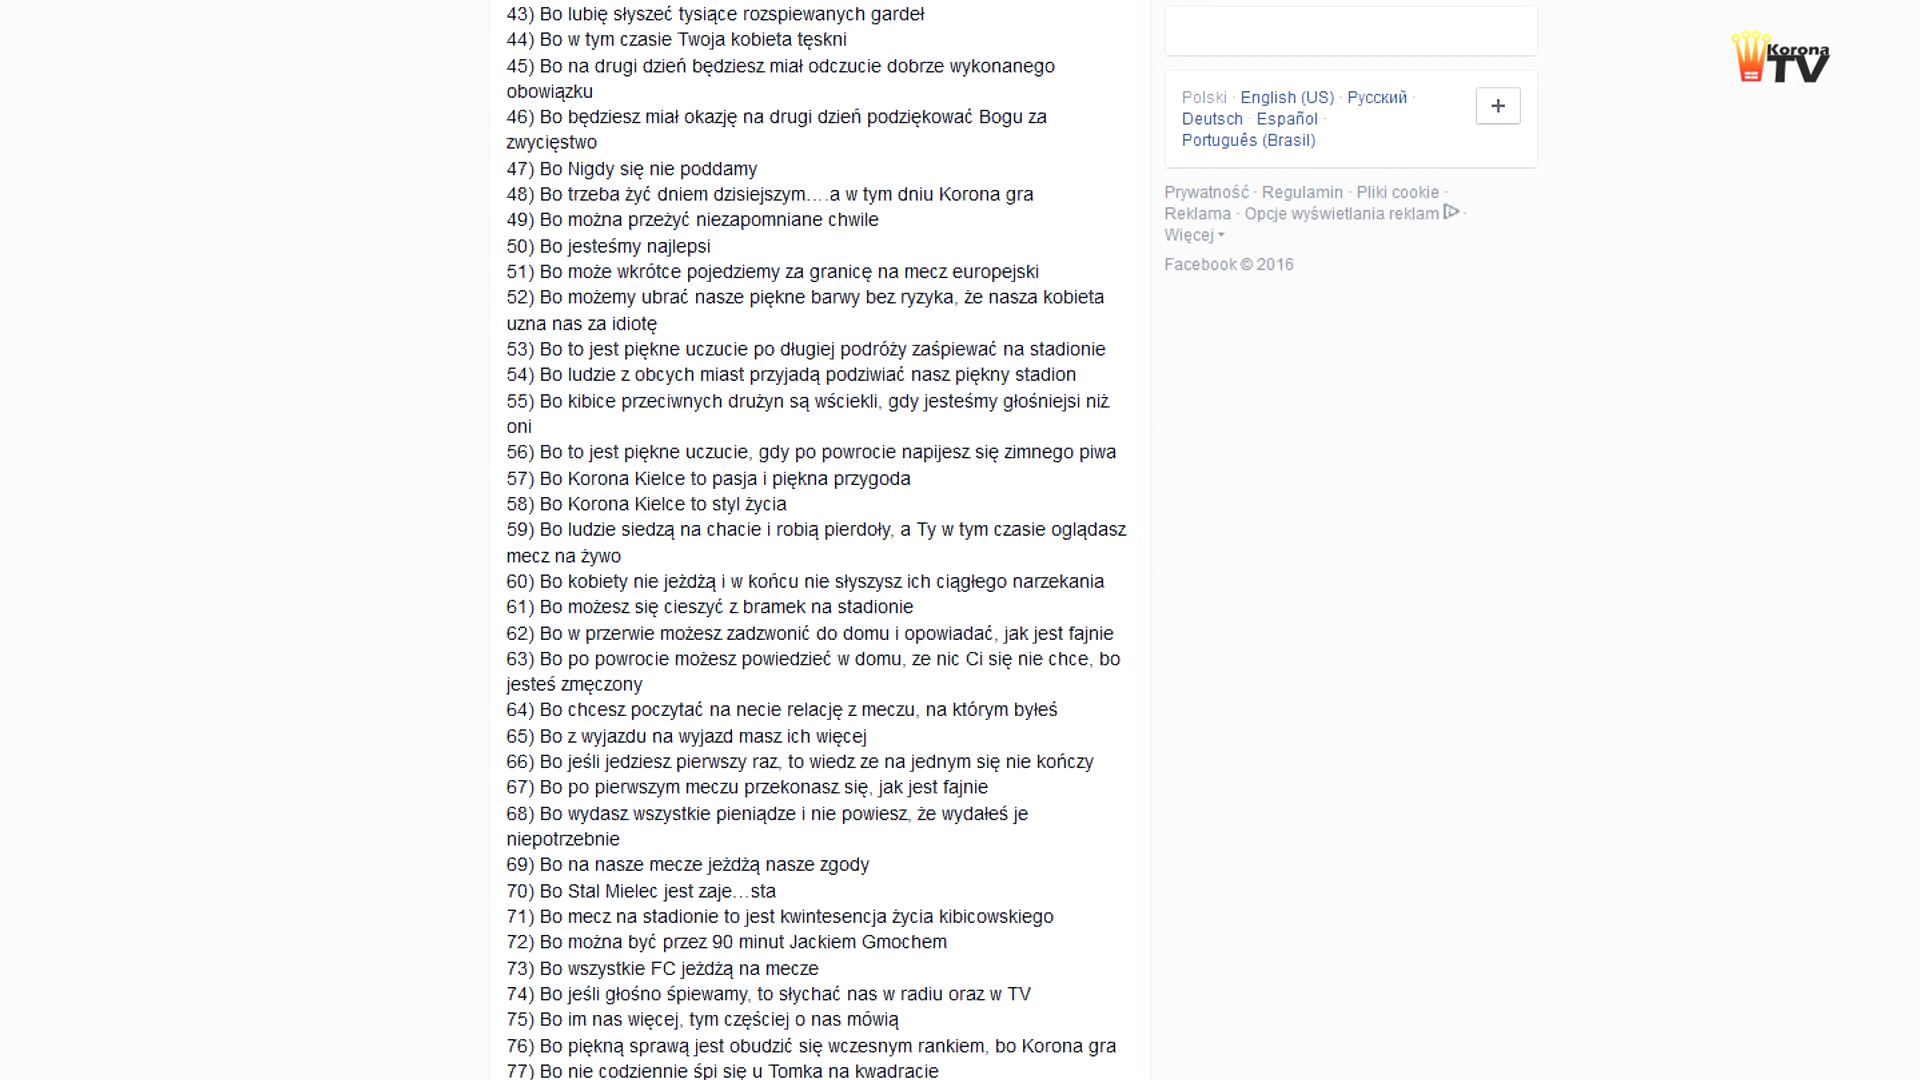 43) Bo lubię słyszeć tysiące rozspiewanych gardeł
44) Bo w tym czasie Twoja kobieta tęskni
45) Bo na drugi dzień będziesz miał odczucie dobrze wykonanego
obowiązku
46) Bo będziesz miał okazję na drugi dzień podziękować Bogu za
zwycięstwo
47) Bo Nigdy się nie poddamy
48) Bo trzeba żyć dniem dzisiejszym....a w tym dniu Korona gra
49) Bo można przeżyć niezapomniane chwile
50) Bo jesteśmy najlepsi
51) Bo może wkrótce pojedziemy za granicę na mecz europejski
52) Bo możemy ubrać nasze piękne barwy bez ryzyka, że nasza kobieta
uzna nas za idiotę
53) Bo to jest piękne uczucie po długiej podróży zaśpiewać na stadionie
54) Bo ludzie z obcych miast przyjadą podziwiać nasz piękny stadion
55) Bo kibice przeciwnych drużyn są wściekli, gdy jesteśmy głośniejsi niż
oni
56) Bo to jest piękne uczucie, gdy po powrocie napijesz się zimnego piwa
57) Bo Korona Kielce to pasja i piękna przygoda
58) Bo Korona Kielce to styl życia
59) Bo ludzie siedzą na chacie i robią pierdoły, a Ty w tym czasie oglądasz
mecz na żywo
60) Bo kobiety nie jeżdżą i w końcu nie słyszysz ich ciągłego narzekania
61) Bo możesz się cieszyć z bramek na stadionie
62) Bo w przerwie możesz zadzwonić do domu i opowiadać, jak jest fajnie
63) Bo po powrocie możesz powiedzieć w domu, ze nic Ci się nie chce, bo
jesteś zmęczony
64) Bo chcesz poczytać na necie relację z meczu, na którym byłeś
65) Bo z wyjazdu na wyjazd masz ich więcej
66) Bo jeśli jedziesz pierwszy raz, to wiedz ze na jednym się nie kończy
67) Bo po pierwszym meczu przekonasz się, jak jest fajnie
68) Bo wydasz wszystkie pieniądze i nie powiesz, że wydałeś je
niepotrzebnie
69) Bo na nasze mecze jeżdżą nasze zgody
70) Bo Stal Mielec jest zaje...sta
71) Bo mecz na stadionie to jest kwintesencja życia kibicowskiego
72) Bo można być przez 90 minut Jackiem Gmochem
73) Bo wszystkie FC jeżdżą na mecze
74) Bo jeśli głośno śpiewamy, to słychać nas w radiu oraz w TV
75) Bo im nas więcej, tym częściej o nas mówią
76) Bo piękną sprawą jest obudzić się wczesnym rankiem, bo Korona gra
77) Bo nie codziennie śpi się u Tomka na kwadracie
Polski · English (US) · Русский ·
Deutsch · Español ·
Português (Brasil)
+
Prywatność · Regulamin · Pliki cookie ·
Reklama · Opcje wyświetlania reklam ·
Więcej
Facebook © 2016
Korona
TV